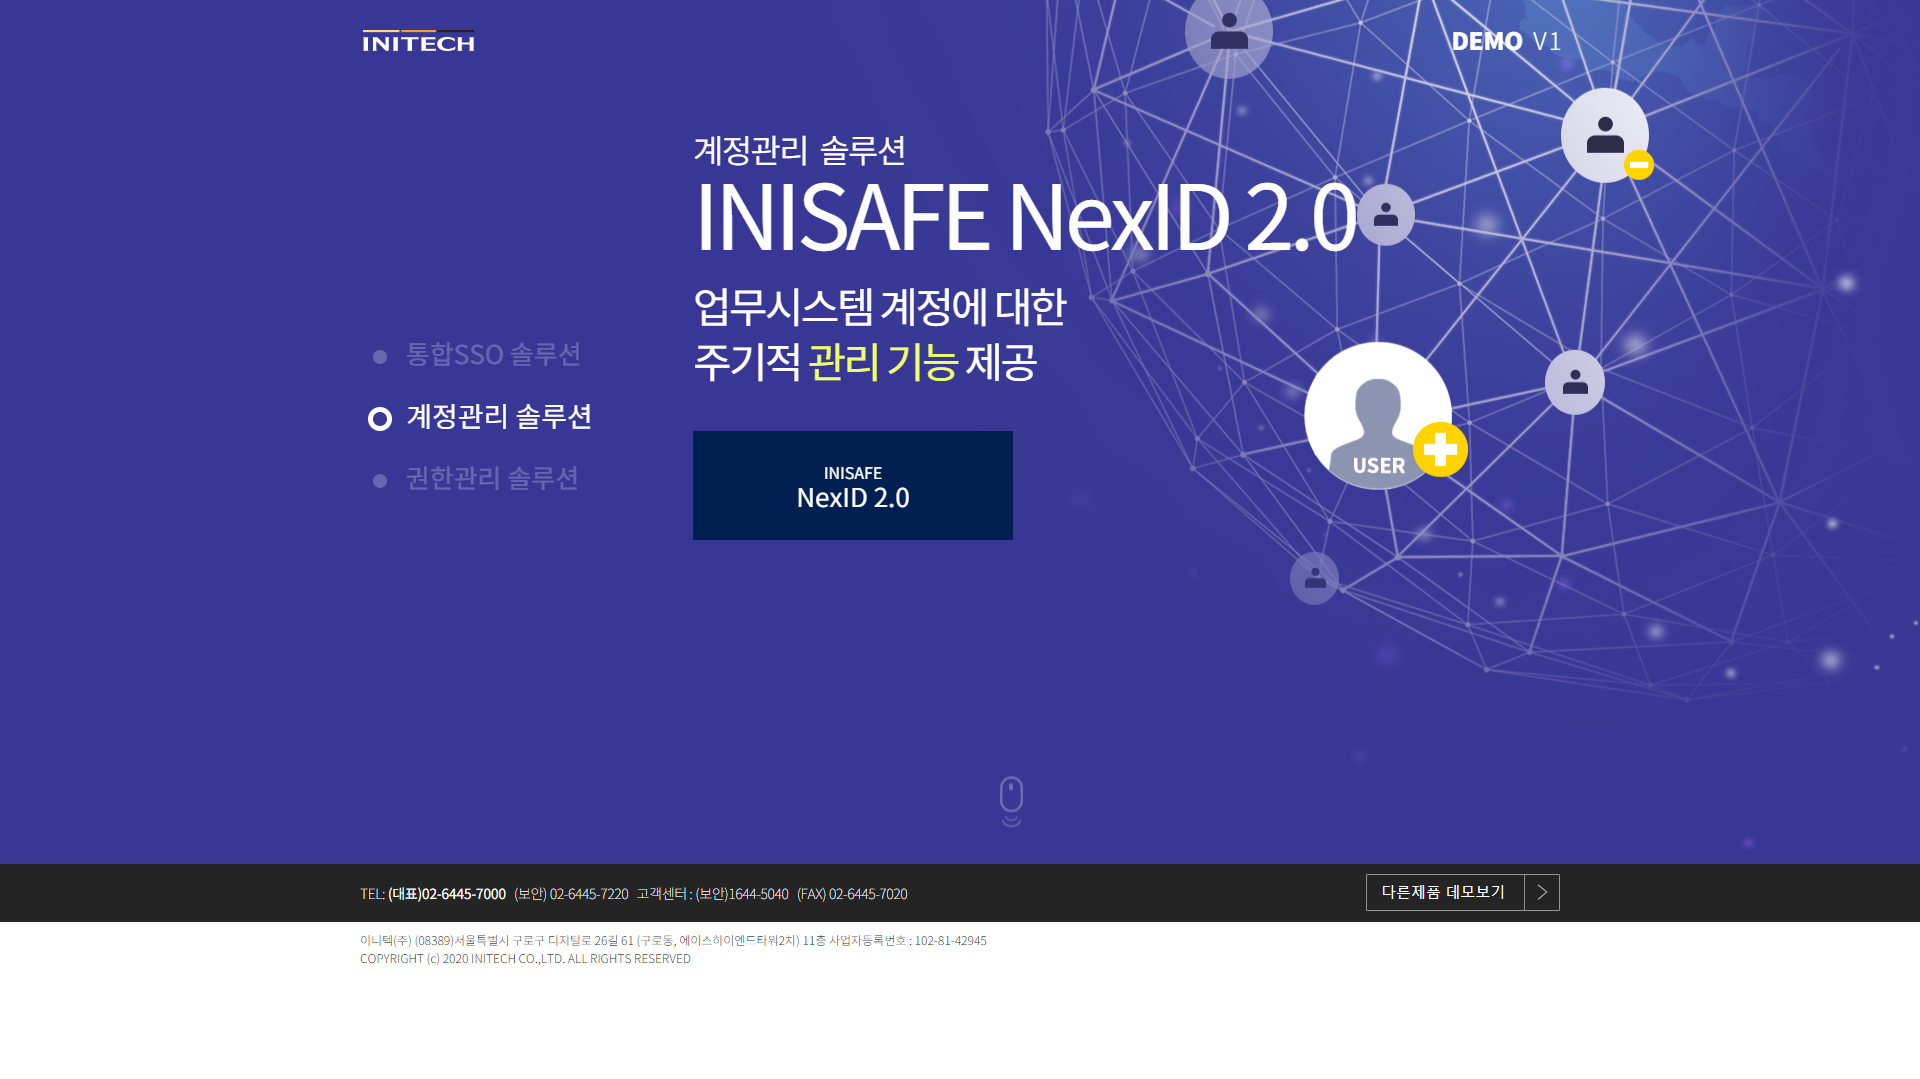 INITECH
DEMO V1
계정관리 솔루션
INISAFE NexID 2.0
업무시스템 계정에 대한
주기적 관리 기능 제공
통합SSO 솔루션
계정관리 솔루션
권한관리 솔루션
INISAFE
NexID 2.0
USER
TEL: (대표)02-6445-7000 (보안) 02-6445-7220 고객센터 : (보안)1644-5040 (FAX) 02-6445-7020
다른제품 데모보기
이니텍(주) (08389)서울특별시 구로구 디지털로 26길 61 (구로동, 에이스하이엔드타워2차) 11층 사업자등록번호 : 102-81-42945
COPYRIGHT (c) 2020 INITECH CO.,LTD. ALL RIGHTS RESERVED